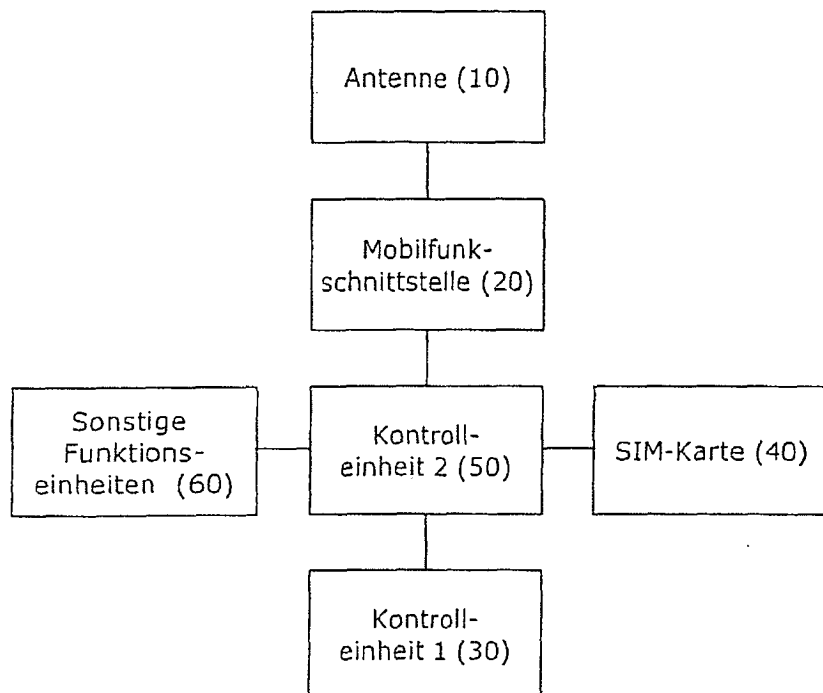 Antenne (10)
Mobilfunk-
schnittstelle (20)
Sonstige
Funktions-
einheiten (60)
Kontroll-
einheit 2 (50)
SIM-Karte (40)
Kontroll-
einheit 1 (30)